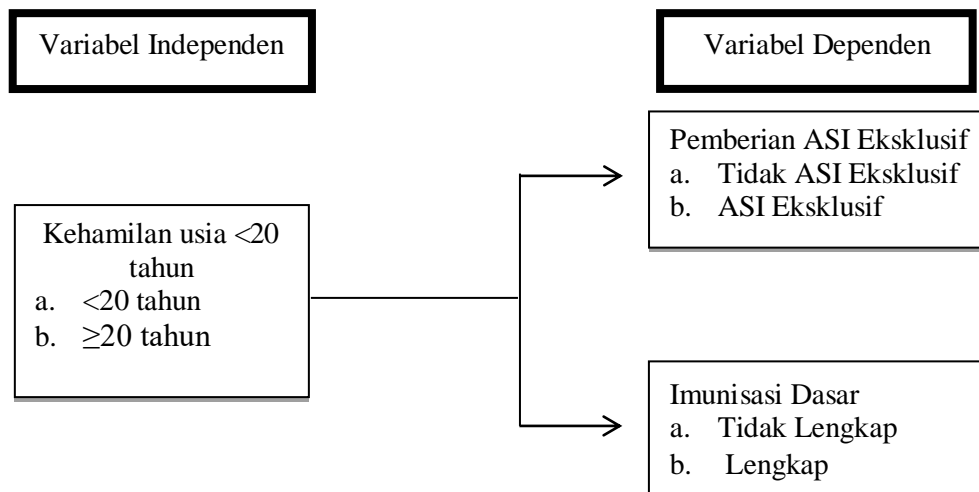 Variabel Independen
Variabel Dependen
Kehamilan usia <20
tahun
a. <20 tahun
b. ≥20 tahun
Pemberian ASI Eksklusif
a. Tidak ASI Eksklusif
b. ASI Eksklusif
Imunisasi Dasar
a. Tidak Lengkap
b. Lengkap